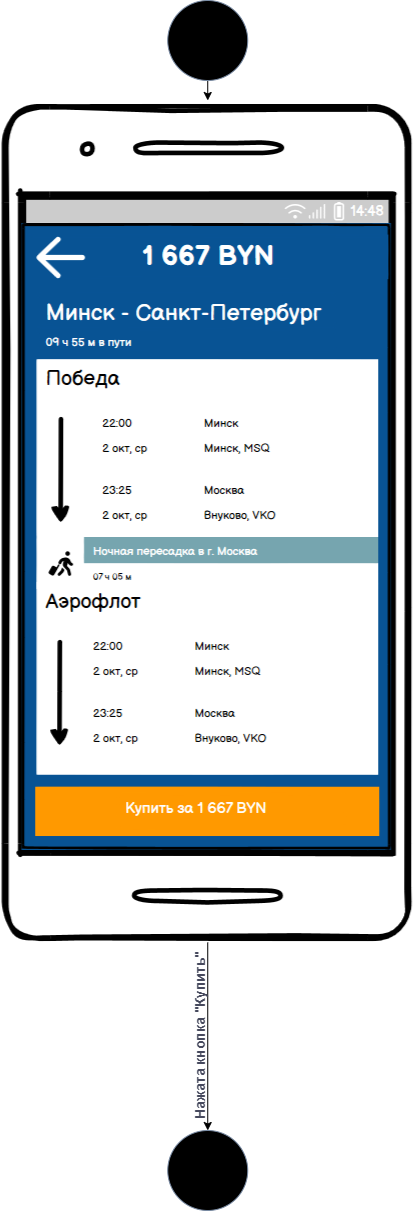 14:48
1 667 BYN
Минск - Санкт-Петербург
09 ч 55 м в пути
Победа
22:00 Минск
2 окт, ср Минск, MSQ
23:25 Москва
2 окт, ср Внуково, VKO
Ночная пересадка в г. Москва
07 ч 05 м
Аэрофлот
22:00 Минск
2 окт, ср Минск, MSQ
23:25 Москва
2 окт, ср Внуково, VKO
Купить за 1 667 BYN
Нажата кнопка "Купить"